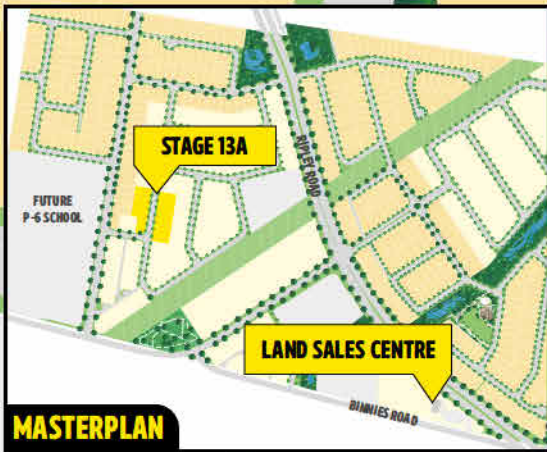 STAGE 13A
RIPLEY ROAD
FUTURE
P-6 SCHOOL
LAND SALES CENTRE
BINNIES ROAD
MASTERPLAN